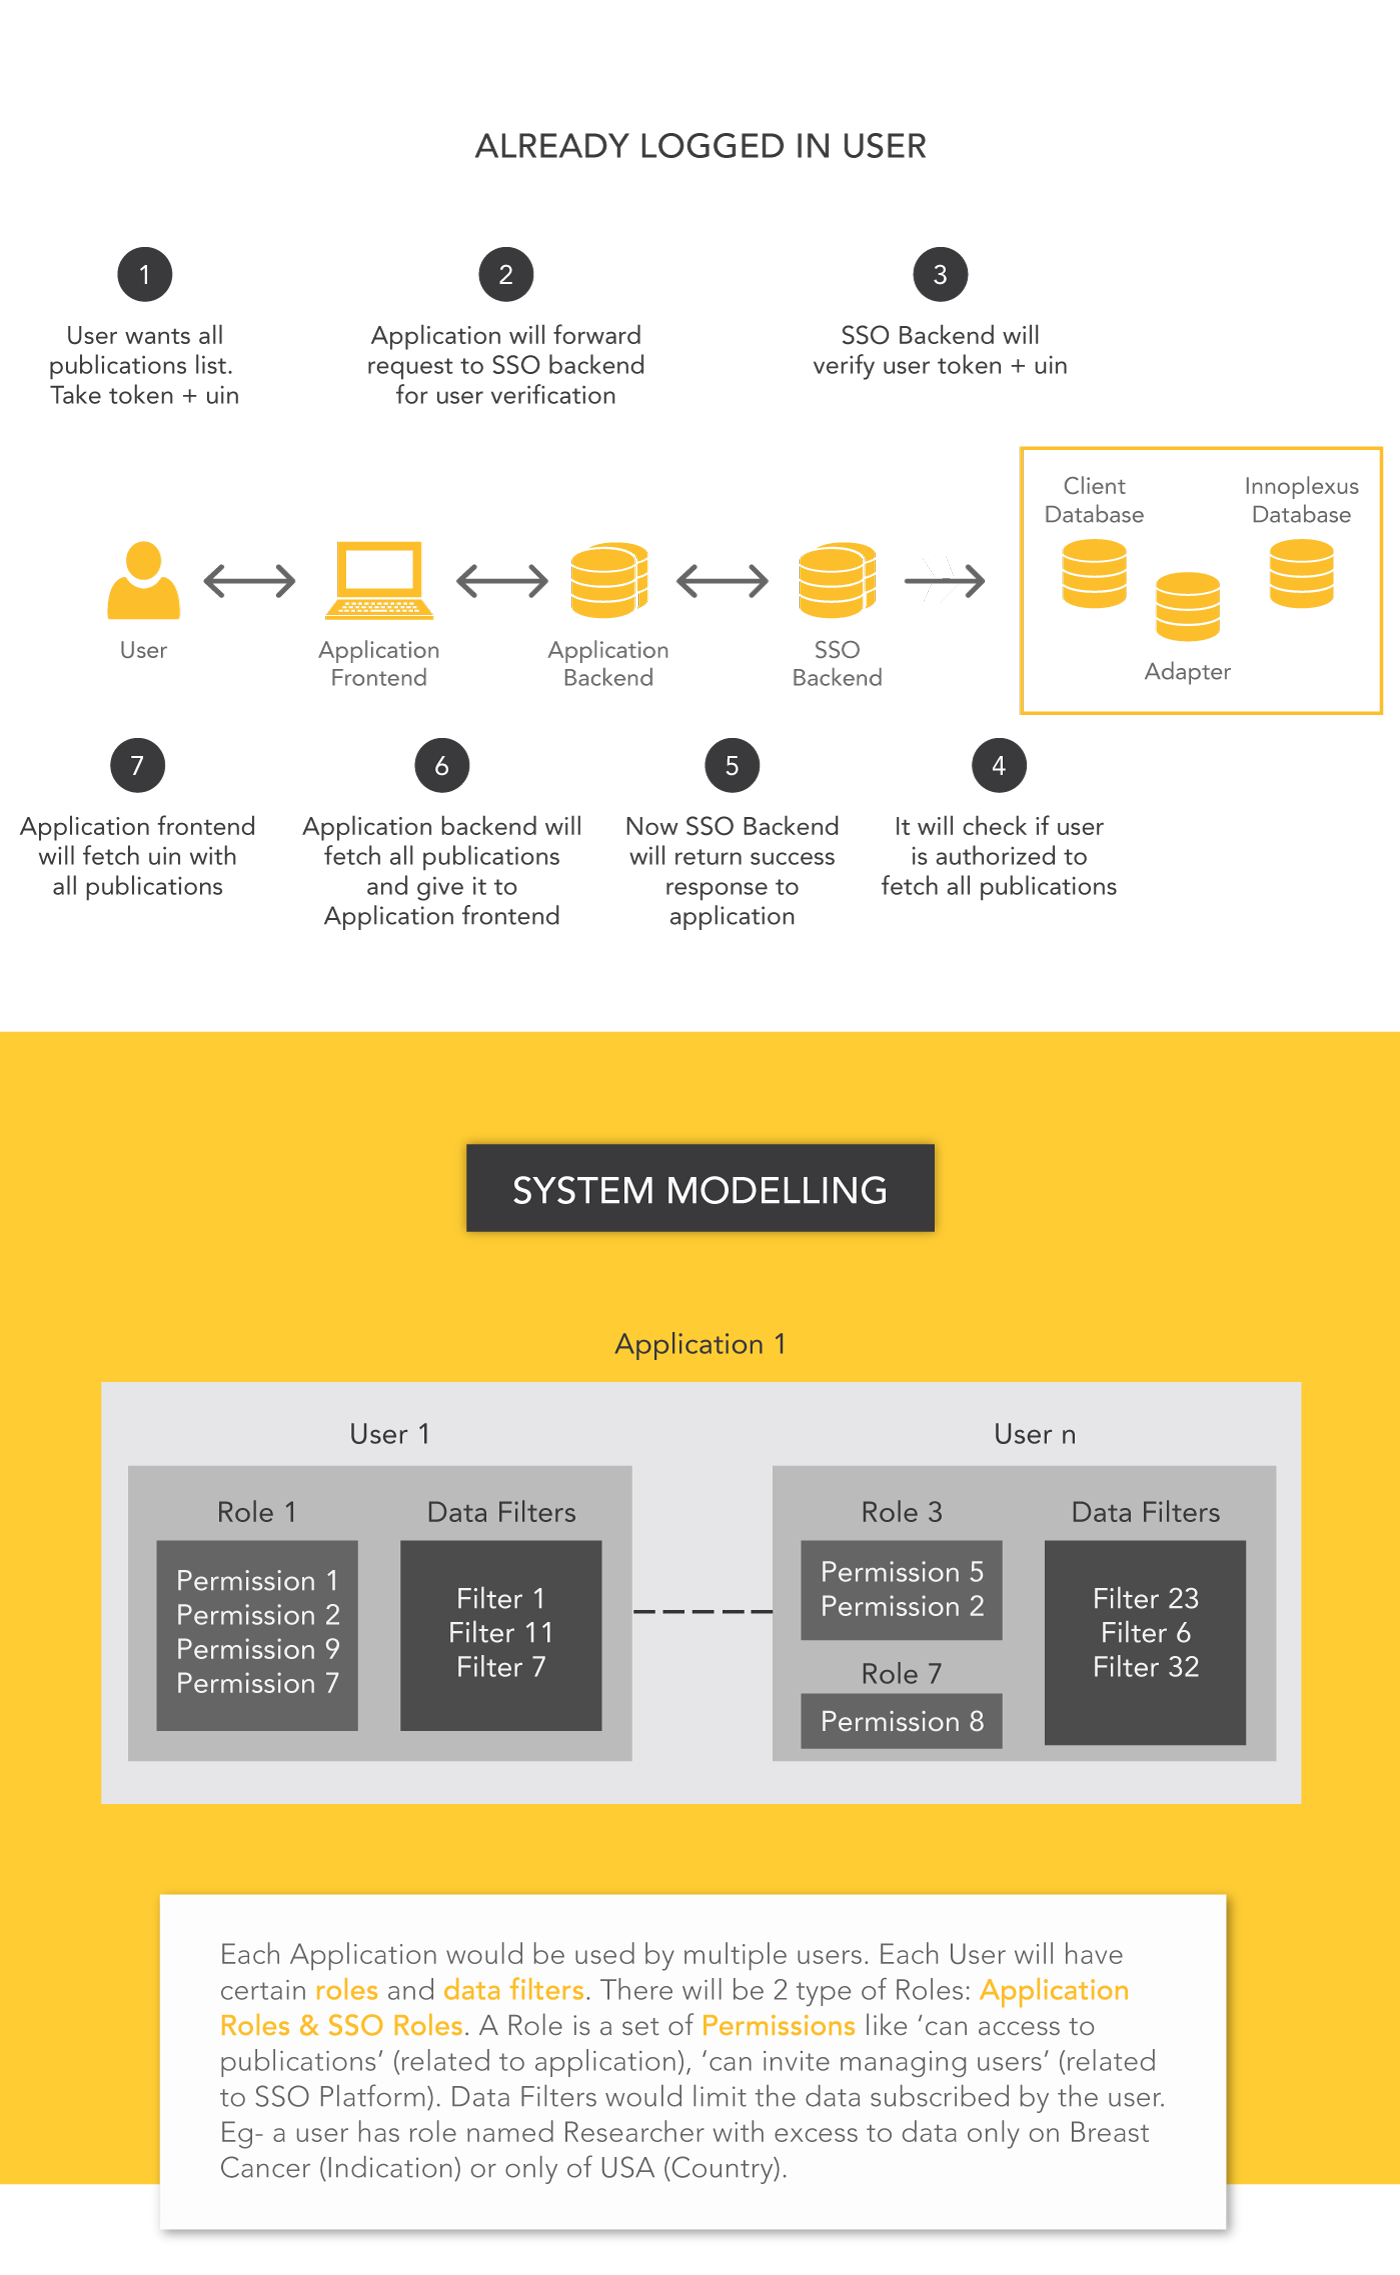 ALREADY LOGGED IN USER
1
User wants all
publications list.
Take token + uin
2
Application will forward
request to SSO backend
for user verification
3
SSO Backend will
verify user token + uin
User
Application
Frontend
Application
Backend
SSO
Backend
Client
Database
Innoplexus
Database
Adapter
7
Application frontend
will fetch uin with
all publications
6
Application backend will
fetch all publications
and give it to
Application frontend
5
Now SSO Backend
will return success
response to
application
4
It will check if user
is authorized to
fetch all publications
SYSTEM MODELLING
Application 1
User 1
Role 1
Permission 1
Permission 2
Permission 9
Permission 7
Data Filters
Filter 1
Filter 11
Filter 7
User n
Role 3
Permission 5
Permission 2
Role 7
Permission 8
Data Filters
Filter 23
Filter 6
Filter 32
Each Application would be used by multiple users. Each User will have
certain roles and data filters. There will be 2 type of Roles: Application
Roles & SSO Roles. A Role is a set of Permissions like ‘can access to
publications’ (related to application), ‘can invite managing users’ (related
to SSO Platform). Data Filters would limit the data subscribed by the user.
Eg- a user has role named Researcher with excess to data only on Breast
Cancer (Indication) or only of USA (Country).